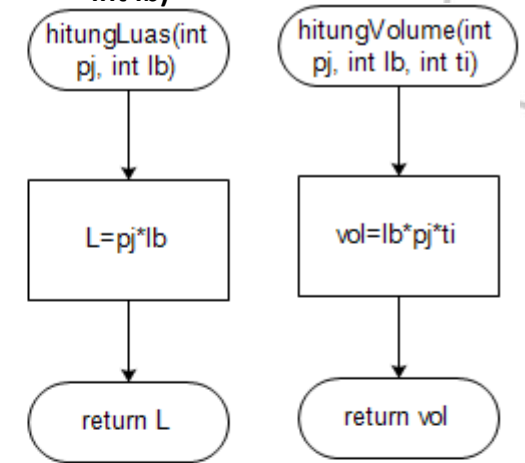 hitungLuas(int
pj, int lb)
L=pj*lb
return L
hitungVolume(int
pj, int lb, int ti)
vol=lb*pj*ti
return vol